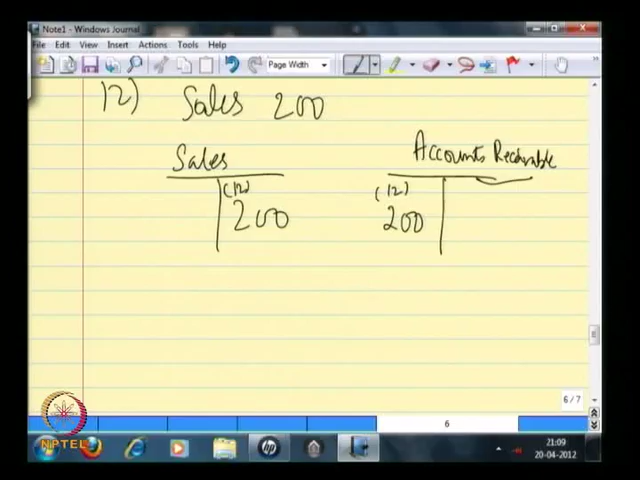 Note1 - Windows Journal
File Edit View Insert Actions Tools Help
Page Width
12) Sales 200
Sales Accounts Receivable
(12) (12)
200 200
6/7
6
NPTEL
21:09
20-04-2012